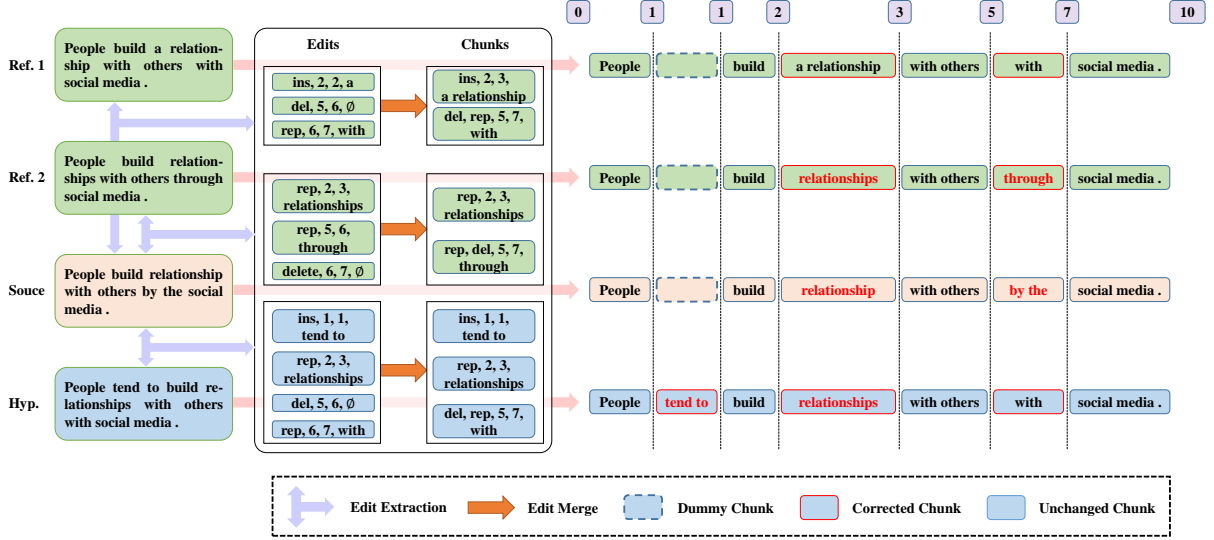 0 1 1 2 3 5 7 10
Edits Chunks
Ref. 1
People build a relation-
ship with others with
social media .
ins, 2, 2, a
del, 5, 6, ∅
rep, 6, 7, with
ins, 2, 3,
a relationship
del, rep, 5, 7,
with
People build a relationship with others with social media .
Ref. 2
People build relation-
ships with others through
social media .
rep, 2, 3,
relationships
rep, 5, 6,
through
delete, 6, 7, ∅
rep, 2, 3,
relationships
rep, del, 5, 7,
through
People build relationships with others through social media .
Souce
People build relationship
with others by the social
media .
People build relationship with others by the social media .
Hyp.
People tend to build re-
lationships with others
with social media .
ins, 1, 1,
tend to
rep, 2, 3,
relationships
del, 5, 6, ∅
rep, 6, 7, with
ins, 1, 1,
tend to
rep, 2, 3,
relationships
del, rep, 5, 7,
with
People tend to build relationships with others with social media .
Edit Extraction Edit Merge Dummy Chunk Corrected Chunk Unchanged Chunk